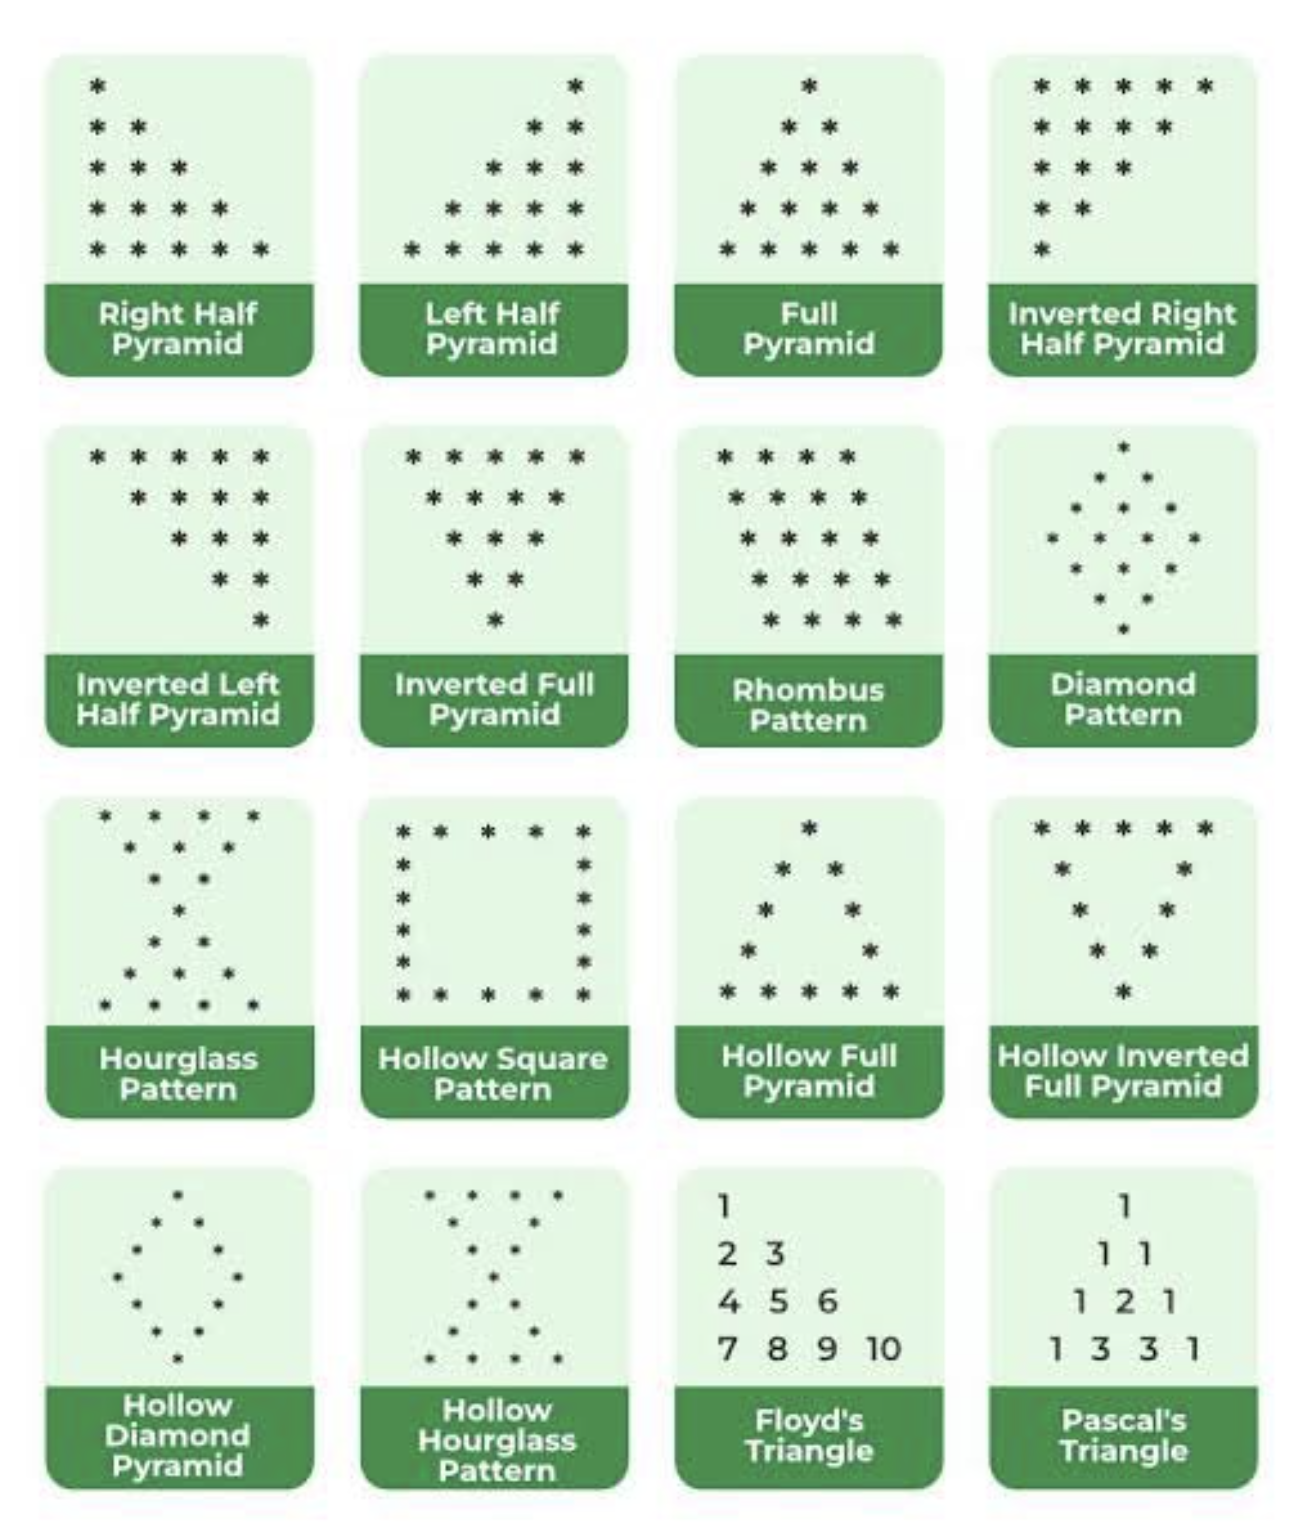 *
* *
* * *
* * * *
* * * * *
Right Half
Pyramid
*
* *
* * *
* * * *
* * * * *
Left Half
Pyramid
*
* *
* * *
* * * *
* * * * *
Full
Pyramid
* * * * *
* * * *
* * *
* *
*
Inverted Right
Half Pyramid
* * * * *
* * * *
* * *
* *
*
Inverted Left
Half Pyramid
* * * * *
* * * *
* * *
* *
*
Inverted Full
Pyramid
* * * *
* * * *
* * * *
* * * *
* * * *
Rhombus
Pattern
*
* *
* * *
* * * *
* * *
* *
*
Diamond
Pattern
* * * *
* * *
* *
*
* *
* * *
* * * *
Hourglass
Pattern
* * * * *
* *
* *
* *
* *
* * * * *
Hollow Square
Pattern
*
* *
* *
* *
* * * * *
Hollow Full
Pyramid
* * * * *
* *
* *
* *
*
Hollow Inverted
Full Pyramid
*
* *
* *
* *
* *
* *
*
Hollow
Diamond
Pyramid
* * * *
* *
* *
*
* *
* *
* * * *
Hollow
Hourglass
Pattern
1
2 3
4 5 6
7 8 9 10
Floyd's
Triangle
1
1 1
1 2 1
1 3 3 1
Pascal's
Triangle